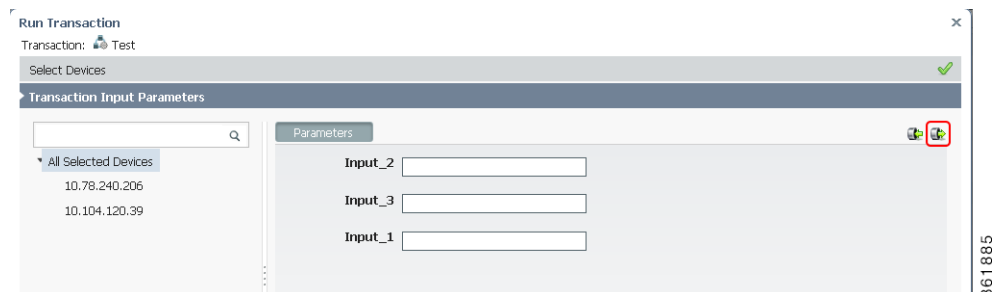 Run Transaction
Transaction: Test
Select Devices
Transaction Input Parameters
Parameters
All Selected Devices
10.78.240.206
10.104.120.39
Input_2
Input_3
Input_1
361885